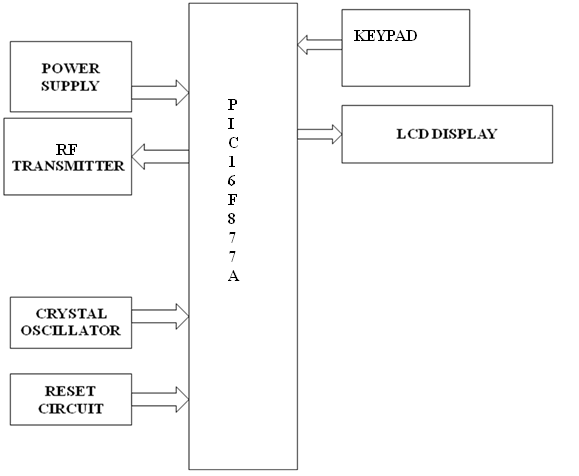 POWER
SUPPLY
RF
TRANSMITTER
CRYSTAL
OSCILLATOR
RESET
CIRCUIT
P
I
C
1
6
F
8
7
7
A
KEYPAD
LCD DISPLAY